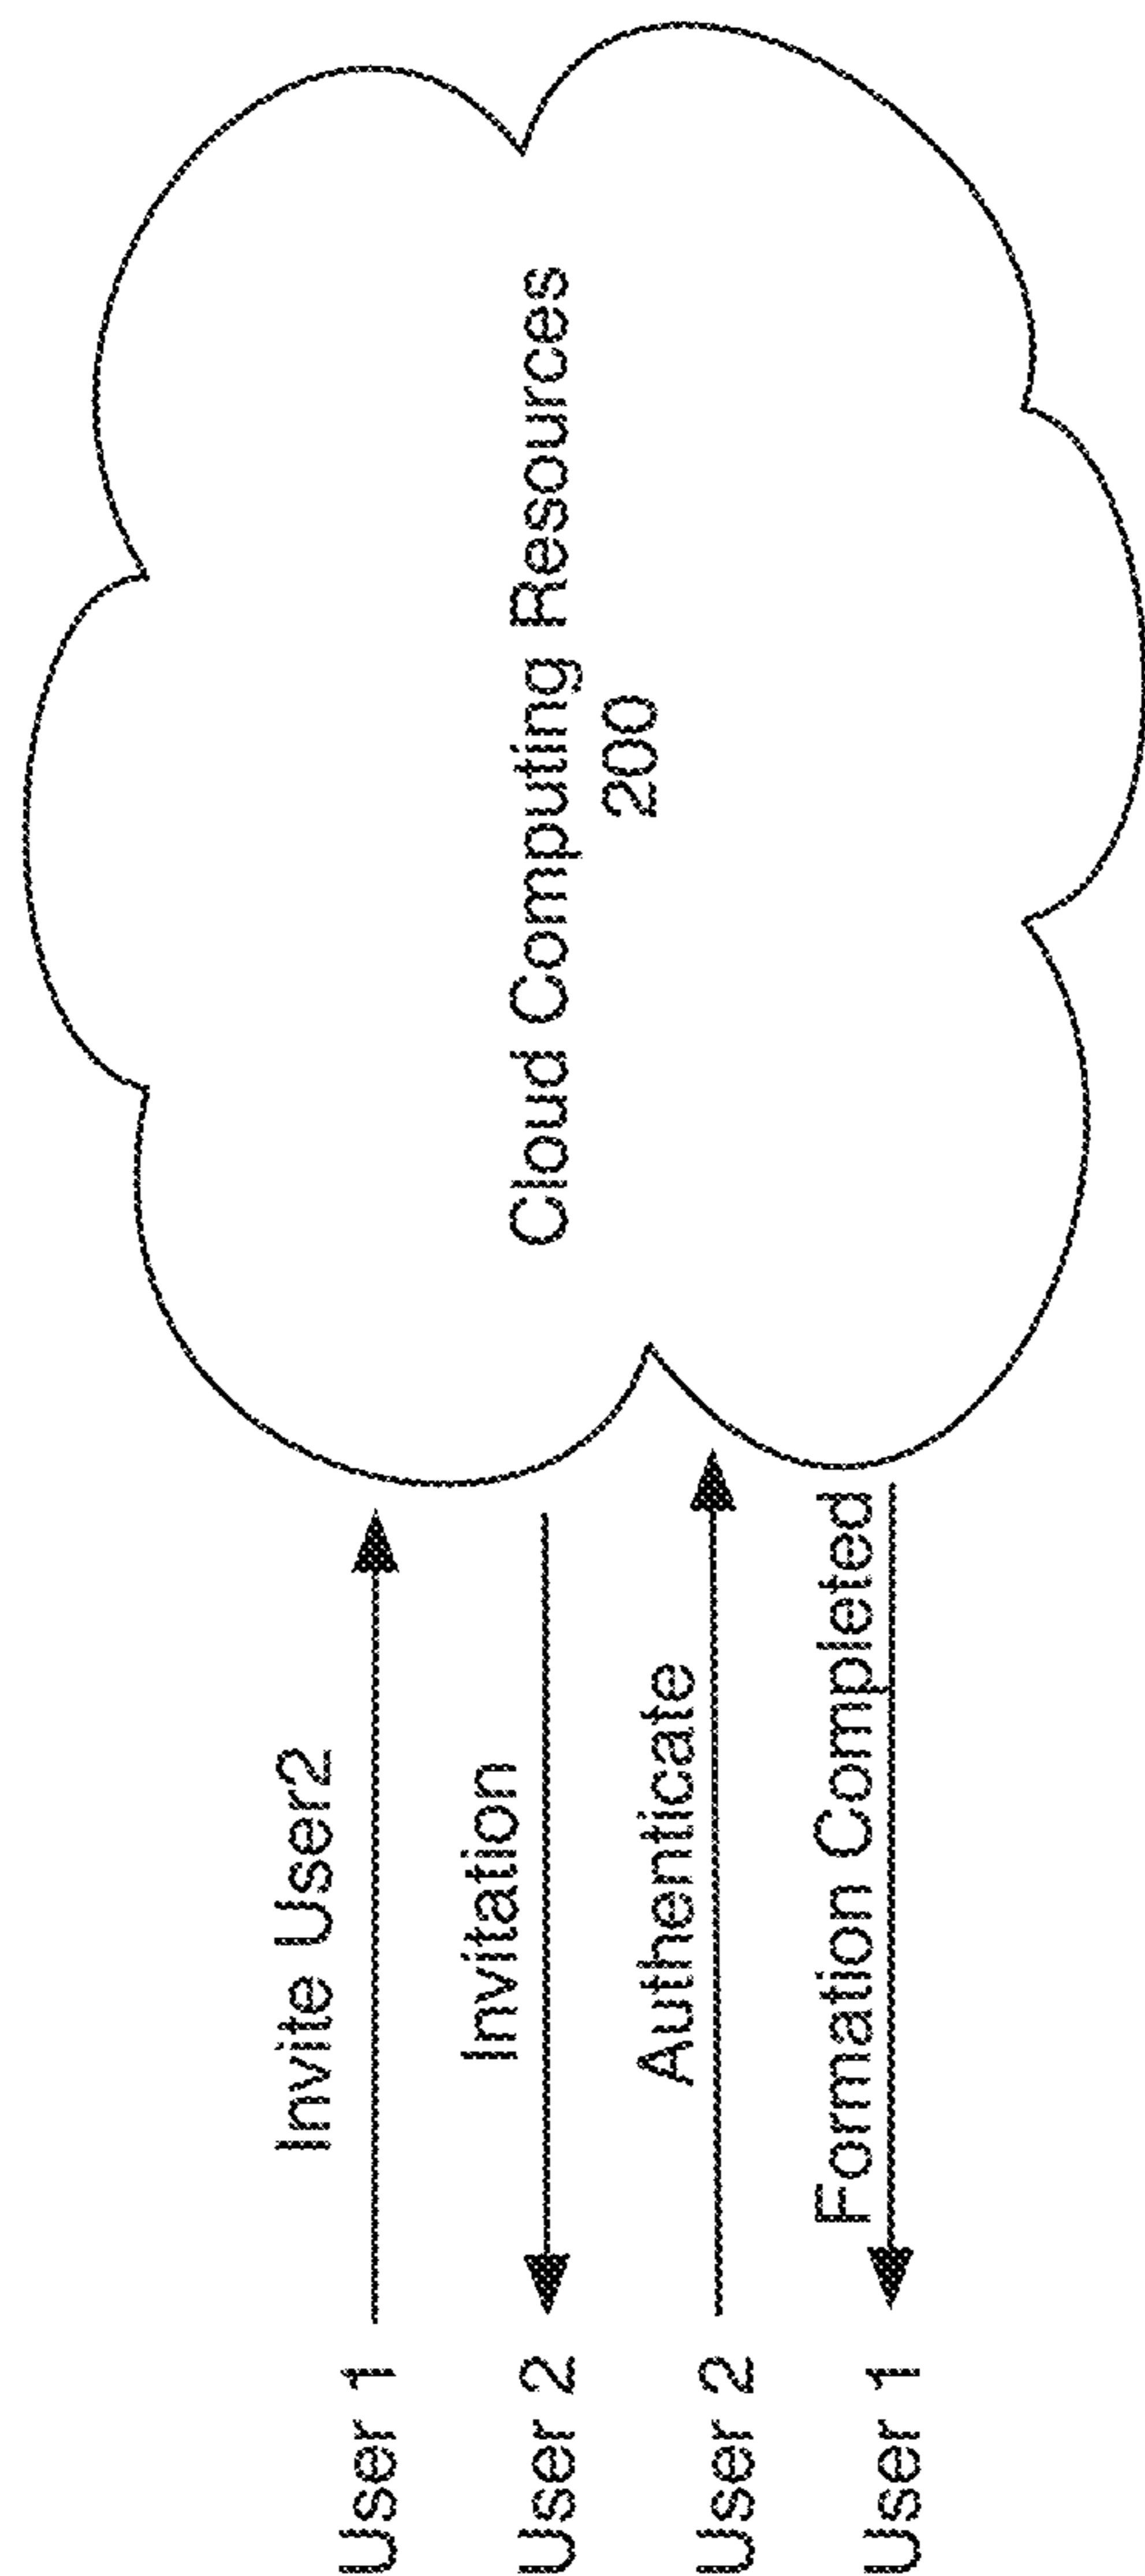 User 1
Invite User2
User 2
Invitation
User 2
Authenticate
User 1
Formation Completed
Cloud Computing Resources
200